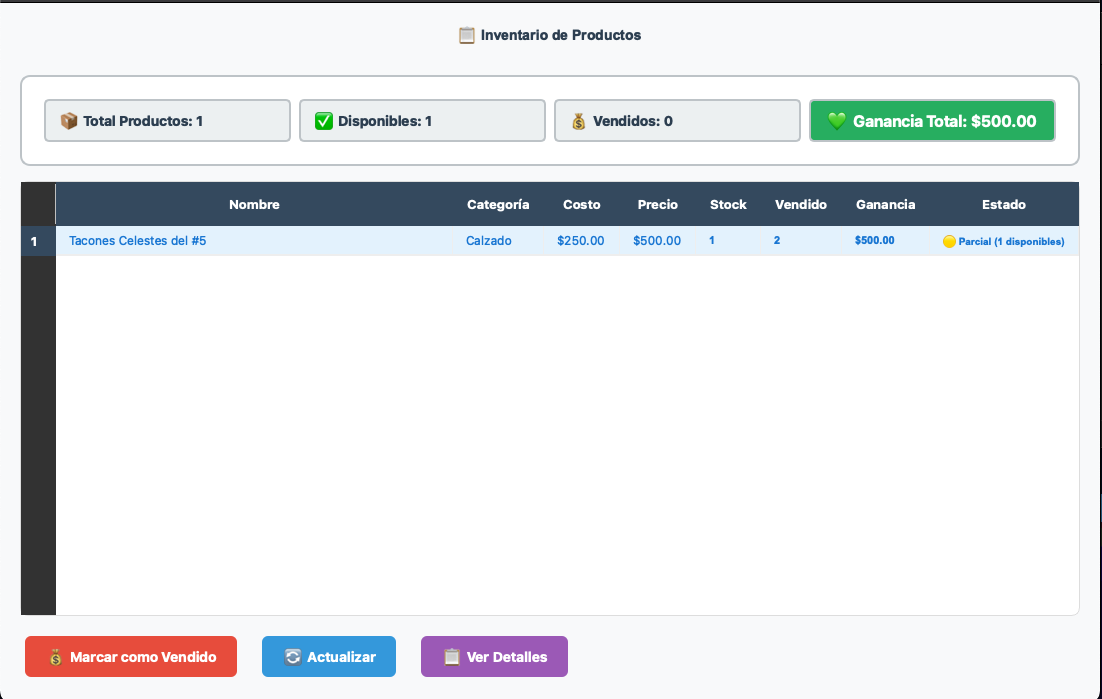 📋 Inventario de Productos
📦 Total Productos: 1
✅ Disponibles: 1
💰 Vendidos: 0
💚 Ganancia Total: $500.00
Nombre Categoría Costo Precio Stock Vendido Ganancia Estado
1 Tacones Celestes del #5 Calzado $250.00 $500.00 1 2 $500.00 🟡 Parcial (1 disponibles)
💰 Marcar como Vendido
🔄 Actualizar
📋 Ver Detalles